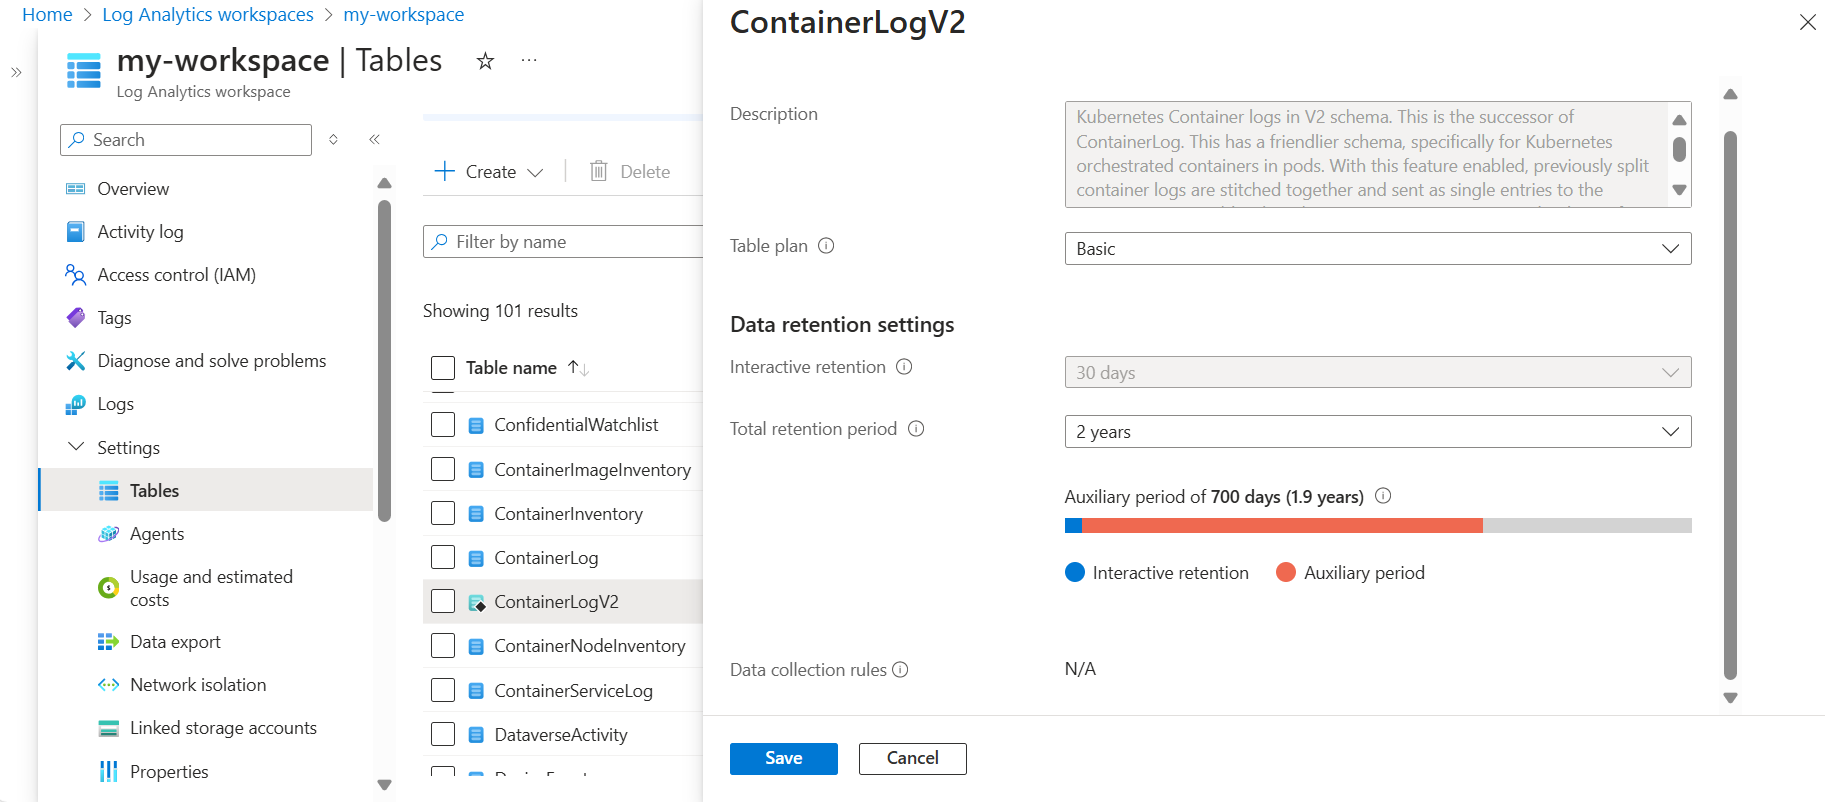 Home > Log Analytics workspaces > my-workspace
my-workspace | Tables
Log Analytics workspace
Search
Overview
Activity log
Access control (IAM)
Tags
Diagnose and solve problems
Logs
Settings
Tables
Agents
Usage and estimated
costs
Data export
Network isolation
Linked storage accounts
Properties
Create
Delete
Filter by name
Showing 101 results
Table name
ConfidentialWatchlist
ContainerImageInventory
ContainerInventory
ContainerLog
ContainerLogV2
ContainerNodeInventory
ContainerServiceLog
DataverseActivity
ContainerLogV2
Description
Kubernetes Container logs in V2 schema. This is the successor of
ContainerLog. This has a friendlier schema, specifically for Kubernetes
orchestrated containers in pods. With this feature enabled, previously split
container logs are stitched together and sent as single entries to the
Table plan
Basic
Data retention settings
Interactive retention
30 days
Total retention period
2 years
Auxiliary period of 700 days (1.9 years)
Interactive retention
Auxiliary period
Data collection rules
N/A
Save
Cancel